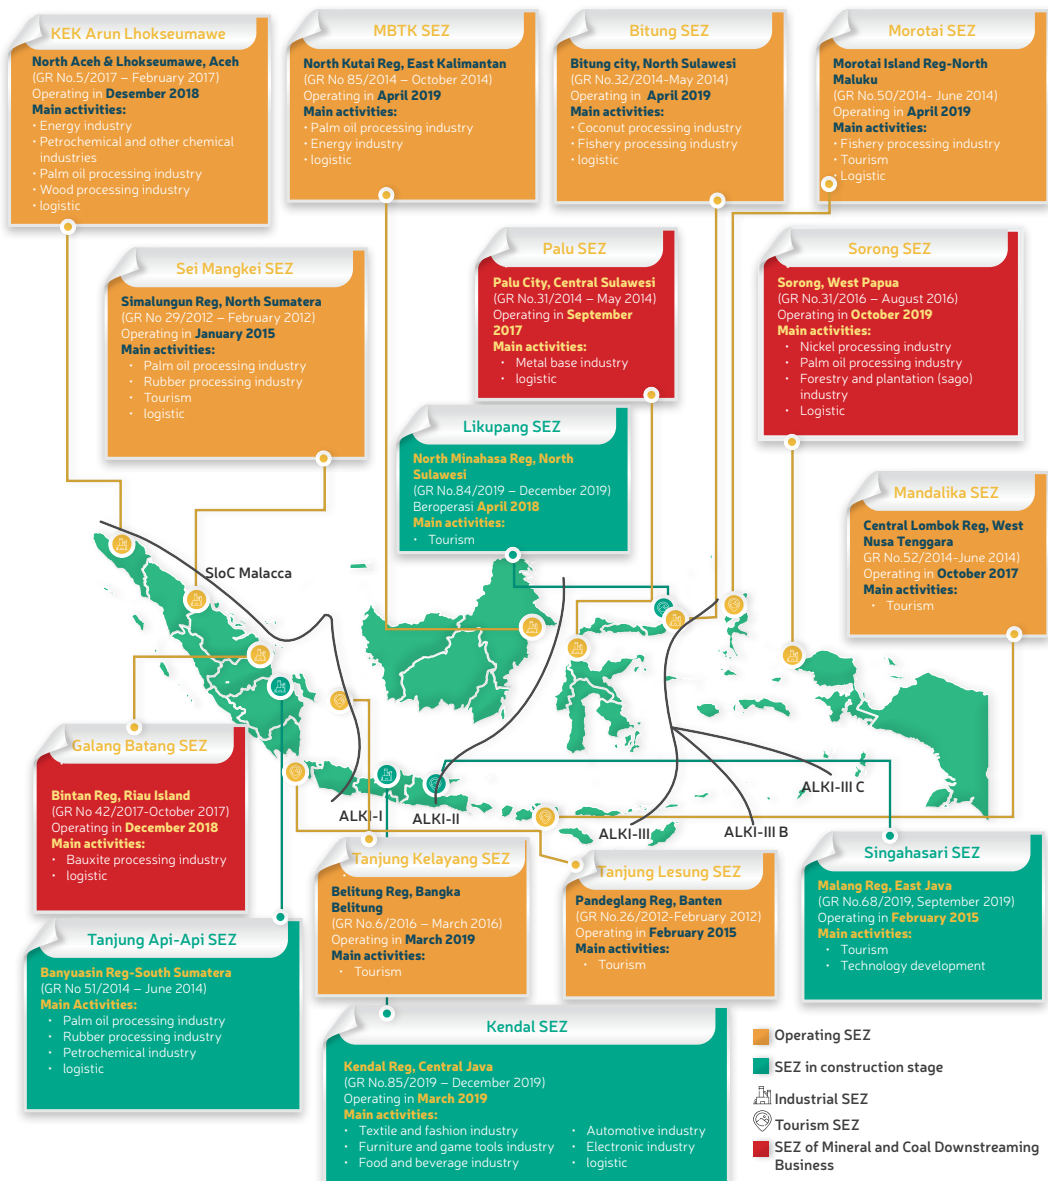 KEK Arun Lhokseumawe
North Aceh & Lhokseumawe, Aceh
(GR No.5/2017 – February 2017)
Operating in Desember 2018
Main activities:
• Energy industry
• Petrochemical and other chemical
industries
• Palm oil processing industry
• Wood processing industry
• logistic
MBTK SEZ
North Kutai Reg, East Kalimantan
(GR No 85/2014 – October 2014)
Operating in April 2019
Main activities:
• Palm oil processing industry
• Energy industry
• logistic
Bitung SEZ
Bitung city, North Sulawesi
(GR No.32/2014-May 2014)
Operating in April 2019
Main activities:
• Coconut processing industry
• Fishery processing industry
• logistic
Morotai SEZ
Morotai Island Reg-North
Maluku
(GR No.50/2014- June 2014)
Operating in April 2019
Main activities:
• Fishery processing industry
• Tourism
• Logistic
Sei Mangkei SEZ
Simalungun Reg, North Sumatera
(GR No 29/2012 – February 2012)
Operating in January 2015
Main activities:
• Palm oil processing industry
• Rubber processing industry
• Tourism
• logistic
Palu SEZ
Palu City, Central Sulawesi
(GR No.31/2014 – May 2014)
Operating in September
2017
Main activities:
• Metal base industry
• logistic
Sorong SEZ
Sorong, West Papua
(GR No.31/2016 – August 2016)
Operating in October 2019
Main activities:
• Nickel processing industry
• Palm oil processing industry
• Forestry and plantation (sago)
industry
• Logistic
Likupang SEZ
North Minahasa Reg, North
Sulawesi
(GR No.84/2019 – December 2019)
Beroperasi April 2018
Main activities:
• Tourism
Mandalika SEZ
Central Lombok Reg, West
Nusa Tenggara
GR No.52/2014-June 2014)
Operating in October 2017
Main activities:
• Tourism
SloC Malacca
ALKI-I
ALKI-II
ALKI-III
ALKI-III B
ALKI-III C
Galang Batang SEZ
Bintan Reg, Riau Island
(GR No 42/2017-October 2017)
Operating in December 2018
Main activities:
• Bauxite processing industry
• logistic
Tanjung Kelayang SEZ
Belitung Reg, Bangka
Belitung
(GR No.6/2016 – March 2016)
Operating in March 2019
Main activities:
• Tourism
Tanjung Lesung SEZ
Pandeglang Reg, Banten
(GR No.26/2012-February 2012)
Operating in February 2015
Main activities:
• Tourism
Singahasari SEZ
Malang Reg, East Java
(GR No.68/2019, September 2019)
Operating in February 2015
Main activities:
• Tourism
• Technology development
Tanjung Api-Api SEZ
Banyuasin Reg-South Sumatera
(GR No 51/2014 – June 2014)
Main Activities:
• Palm oil processing industry
• Rubber processing industry
• Petrochemical industry
• logistic
Kendal SEZ
Kendal Reg, Central Java
(GR No.85/2019 – December 2019)
Operating in March 2019
Main activities:
• Textile and fashion industry
• Furniture and game tools industry
• Food and beverage industry
• Automotive industry
• Electronic industry
• logistic
Operating SEZ
SEZ in construction stage
Industrial SEZ
Tourism SEZ
SEZ of Mineral and Coal Downstreaming
Business